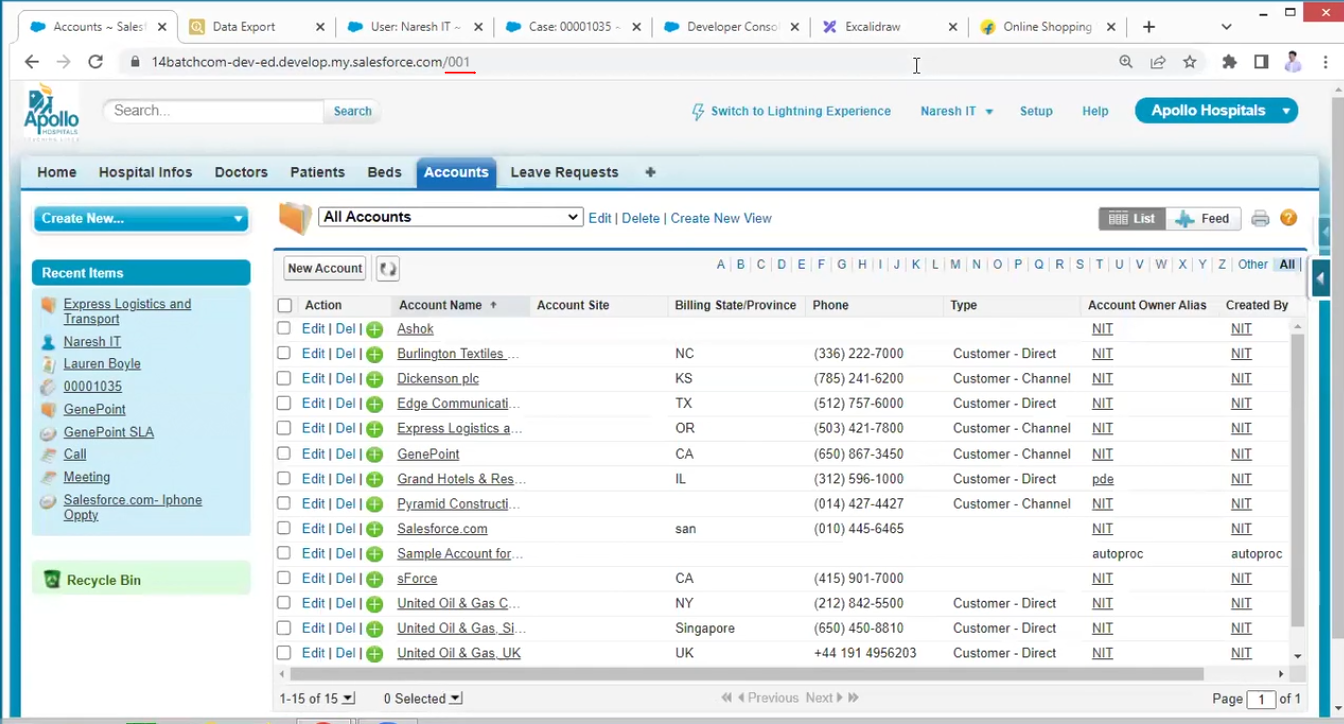 Accounts ~ Sales
Data Export
User: Naresh IT ~
Case: 00001035 ~
Developer Conso
Excalidraw
Online Shopping
14batchcom-dev-ed.develop.my.salesforce.com/001
Apollo
HOSPITALS
Search...
Search
Switch to Lightning Experience
Naresh IT
Setup
Help
Apollo Hospitals
Home Hospital Infos Doctors Patients Beds Accounts Leave Requests +
Create New...
All Accounts
Edit | Delete | Create New View
List Feed
Recent Items
Express Logistics and
Transport
Naresh IT
Lauren Boyle
00001035
GenePoint
GenePoint SLA
Call
Meeting
Salesforce.com- Iphone
Oppty
Recycle Bin
New Account
A B C D E F G H I J K L M N O P Q R S T U V W X Y Z Other All
Action Account Name Account Site Billing State/Province Phone Type Account Owner Alias Created By
Edit | Del | Ashok NIT NIT
Edit | Del | Burlington Textiles ... NC (336) 222-7000 Customer - Direct NIT NIT
Edit | Del | Dickenson plc KS (785) 241-6200 Customer - Channel NIT NIT
Edit | Del | Edge Communicati... TX (512) 757-6000 Customer - Direct NIT NIT
Edit | Del | Express Logistics a... OR (503) 421-7800 Customer - Channel NIT NIT
Edit | Del | GenePoint CA (650) 867-3450 Customer - Channel NIT NIT
Edit | Del | Grand Hotels & Res... IL (312) 596-1000 Customer - Direct pde NIT
Edit | Del | Pyramid Constructi... (014) 427-4427 Customer - Channel NIT NIT
Edit | Del | Salesforce.com san (010) 445-6465 NIT NIT
Edit | Del | Sample Account for... autoproc autoproc
Edit | Del | sForce CA (415) 901-7000 NIT NIT
Edit | Del | United Oil & Gas C... NY (212) 842-5500 Customer - Direct NIT NIT
Edit | Del | United Oil & Gas, Si... Singapore (650) 450-8810 Customer - Direct NIT NIT
Edit | Del | United Oil & Gas, UK UK +44 191 4956203 Customer - Direct NIT NIT
1-15 of 15
0 Selected
Previous Next
Page 1 of 1